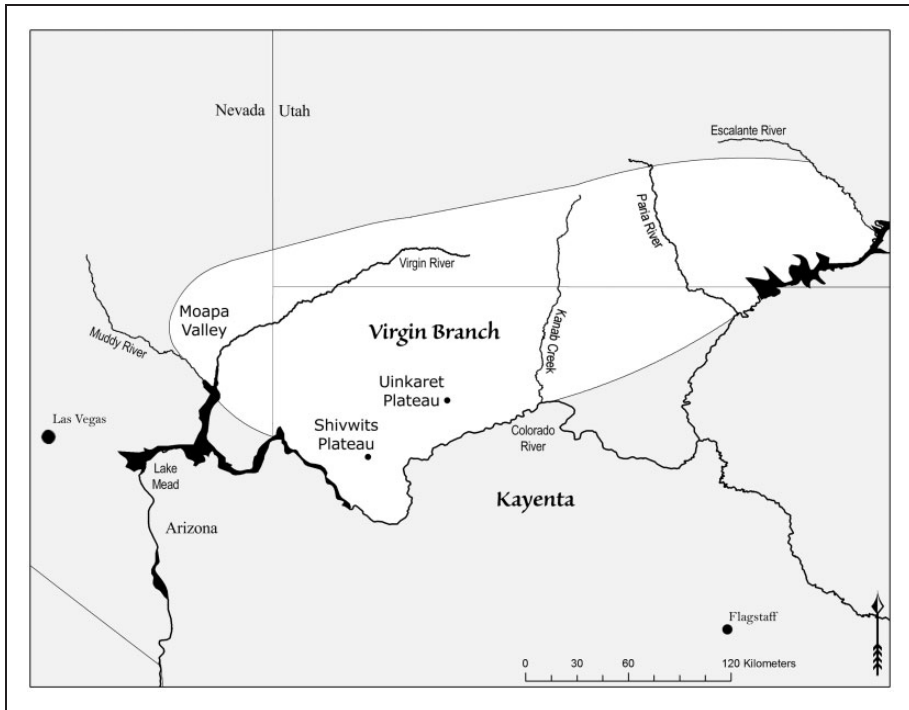 Nevada
Utah
Escalante River
Paria River
Virgin River
Moapa
Valley
Muddy River
Virgin Branch
Kanab Creek
Uinkaret
Plateau
Las Vegas
Shivwits
Plateau
Colorado
River
Lake
Mead
Kayenta
Arizona
Flagstaff
0 30 60 120 Kilometers